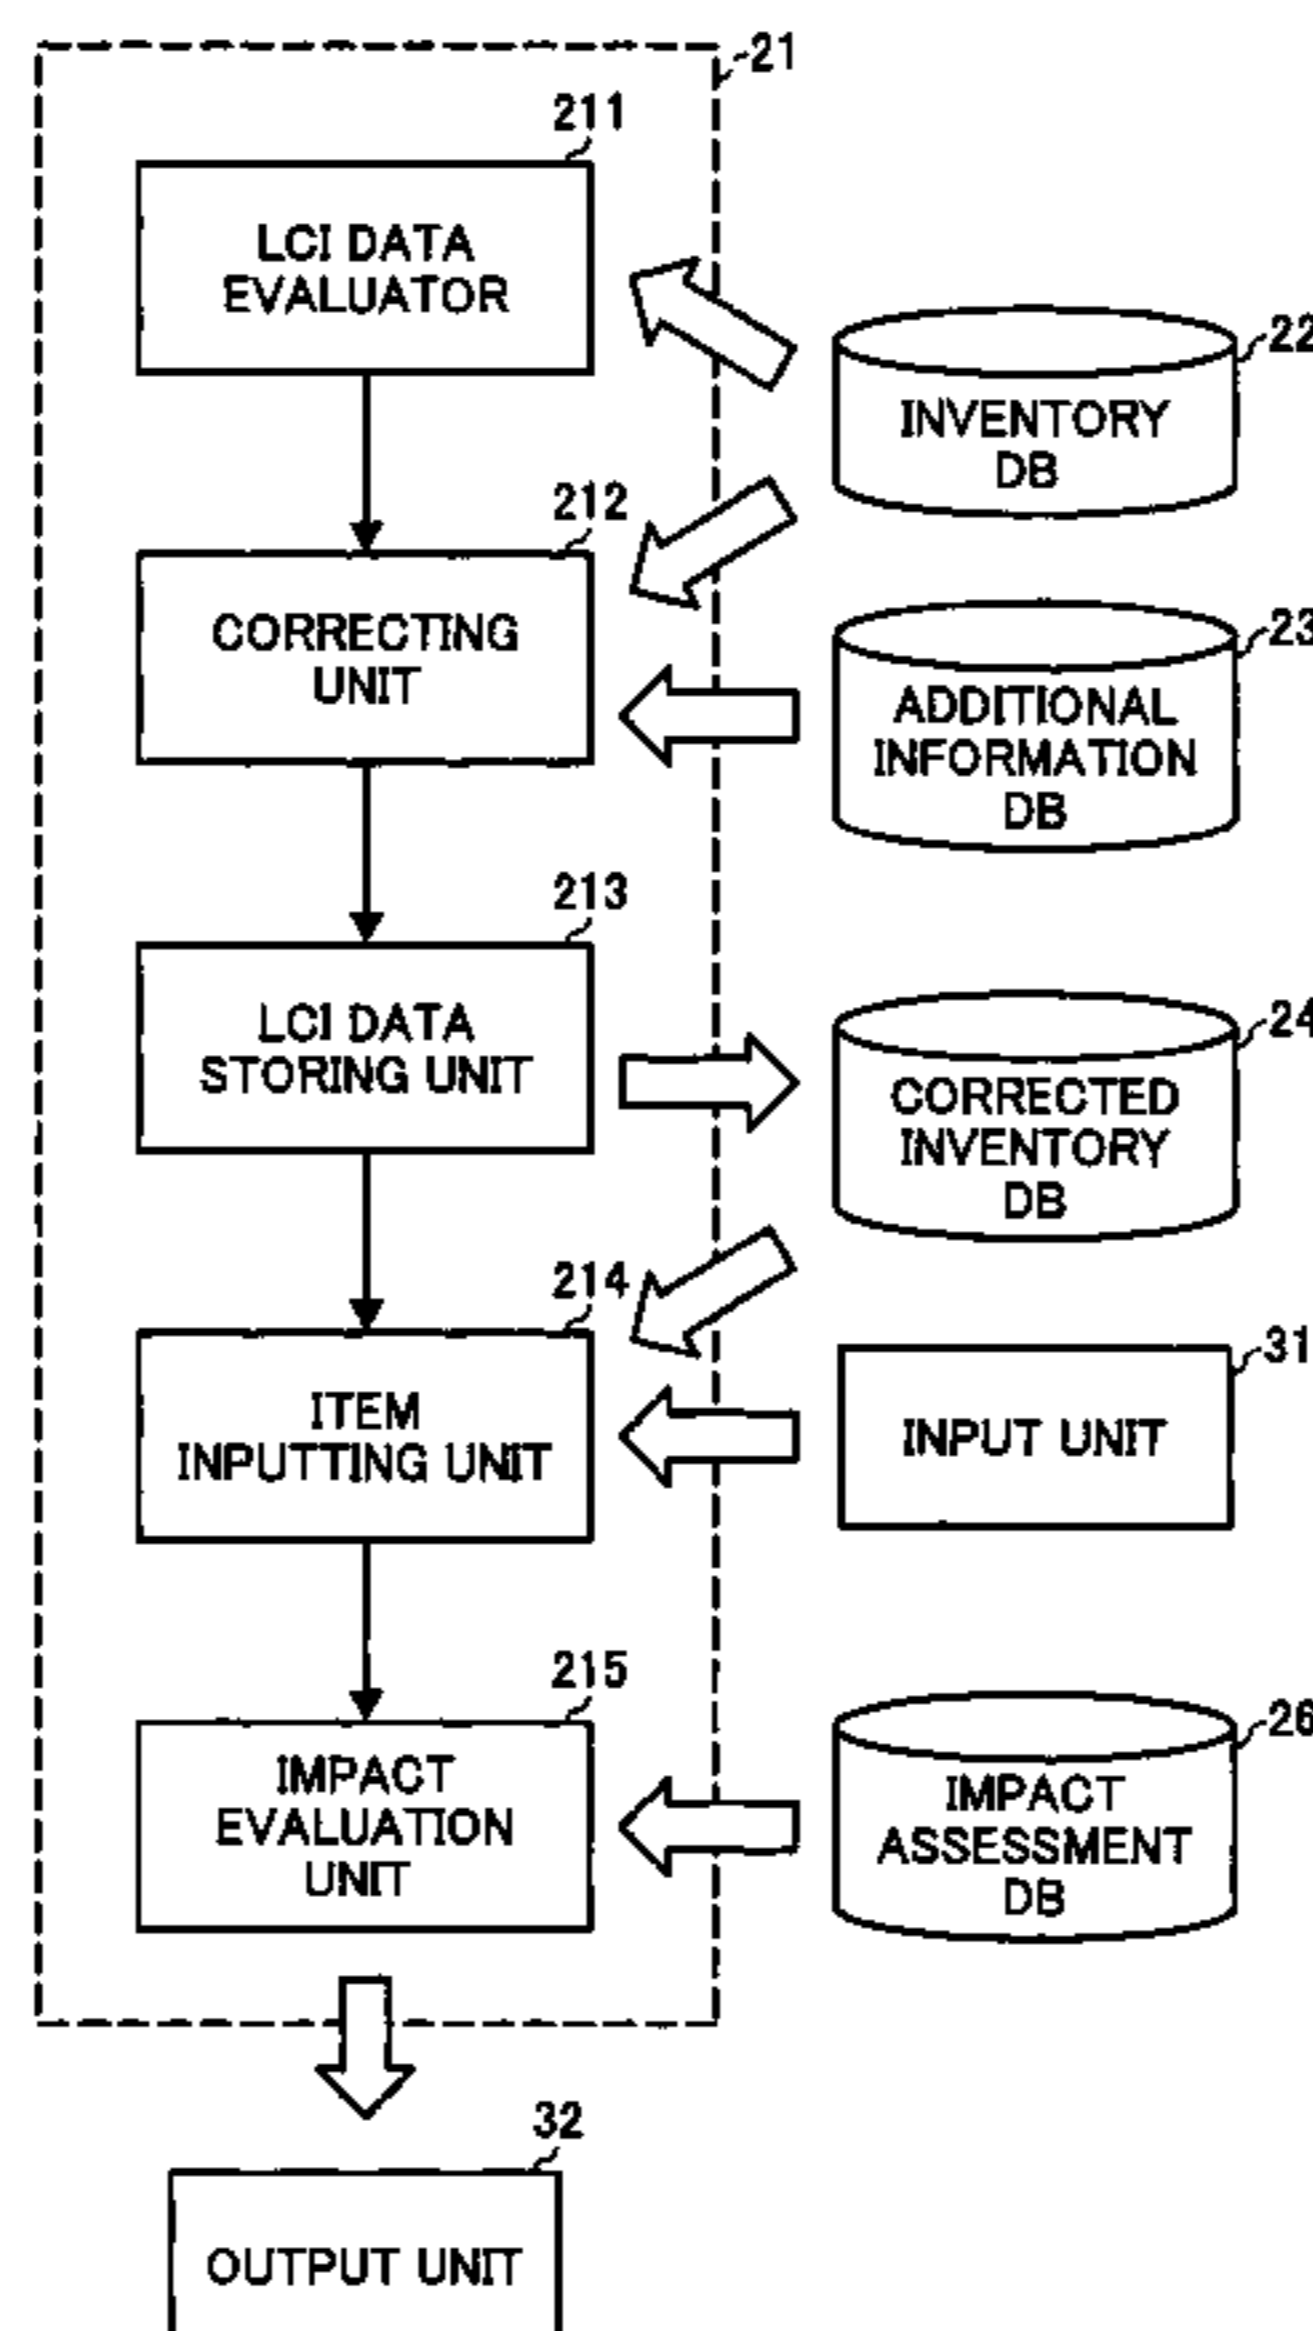 21
211
LCI DATA
EVALUATOR
22
INVENTORY
DB
212
CORRECTING
UNIT
23
ADDITIONAL
INFORMATION
DB
213
LCI DATA
STORING UNIT
24
CORRECTED
INVENTORY
DB
214
ITEM
INPUTTING UNIT
31
INPUT UNIT
215
IMPACT
EVALUATION
UNIT
26
IMPACT
ASSESSMENT
DB
32
OUTPUT UNIT